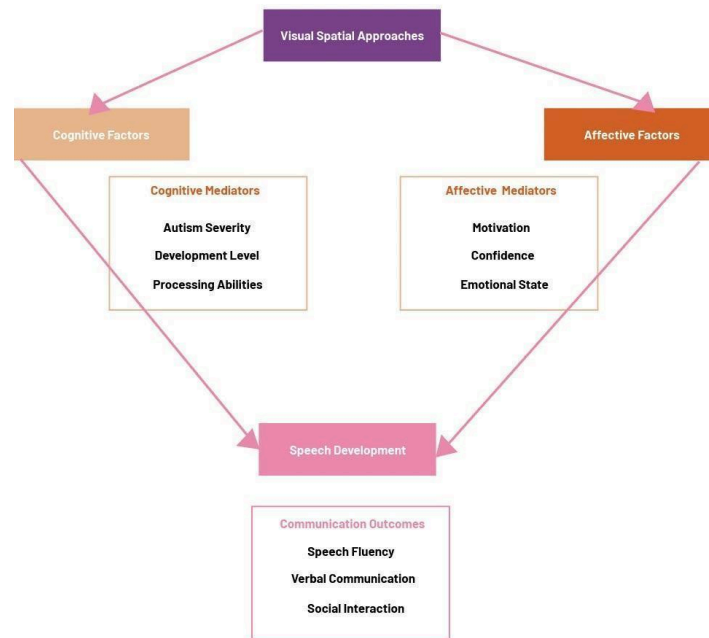 Visual Spatial Approaches
Cognitive Factors
Affective Factors
Cognitive Mediators
Autism Severity
Development Level
Processing Abilities
Affective Mediators
Motivation
Confidence
Emotional State
Speech Development
Communication Outcomes
Speech Fluency
Verbal Communication
Social Interaction